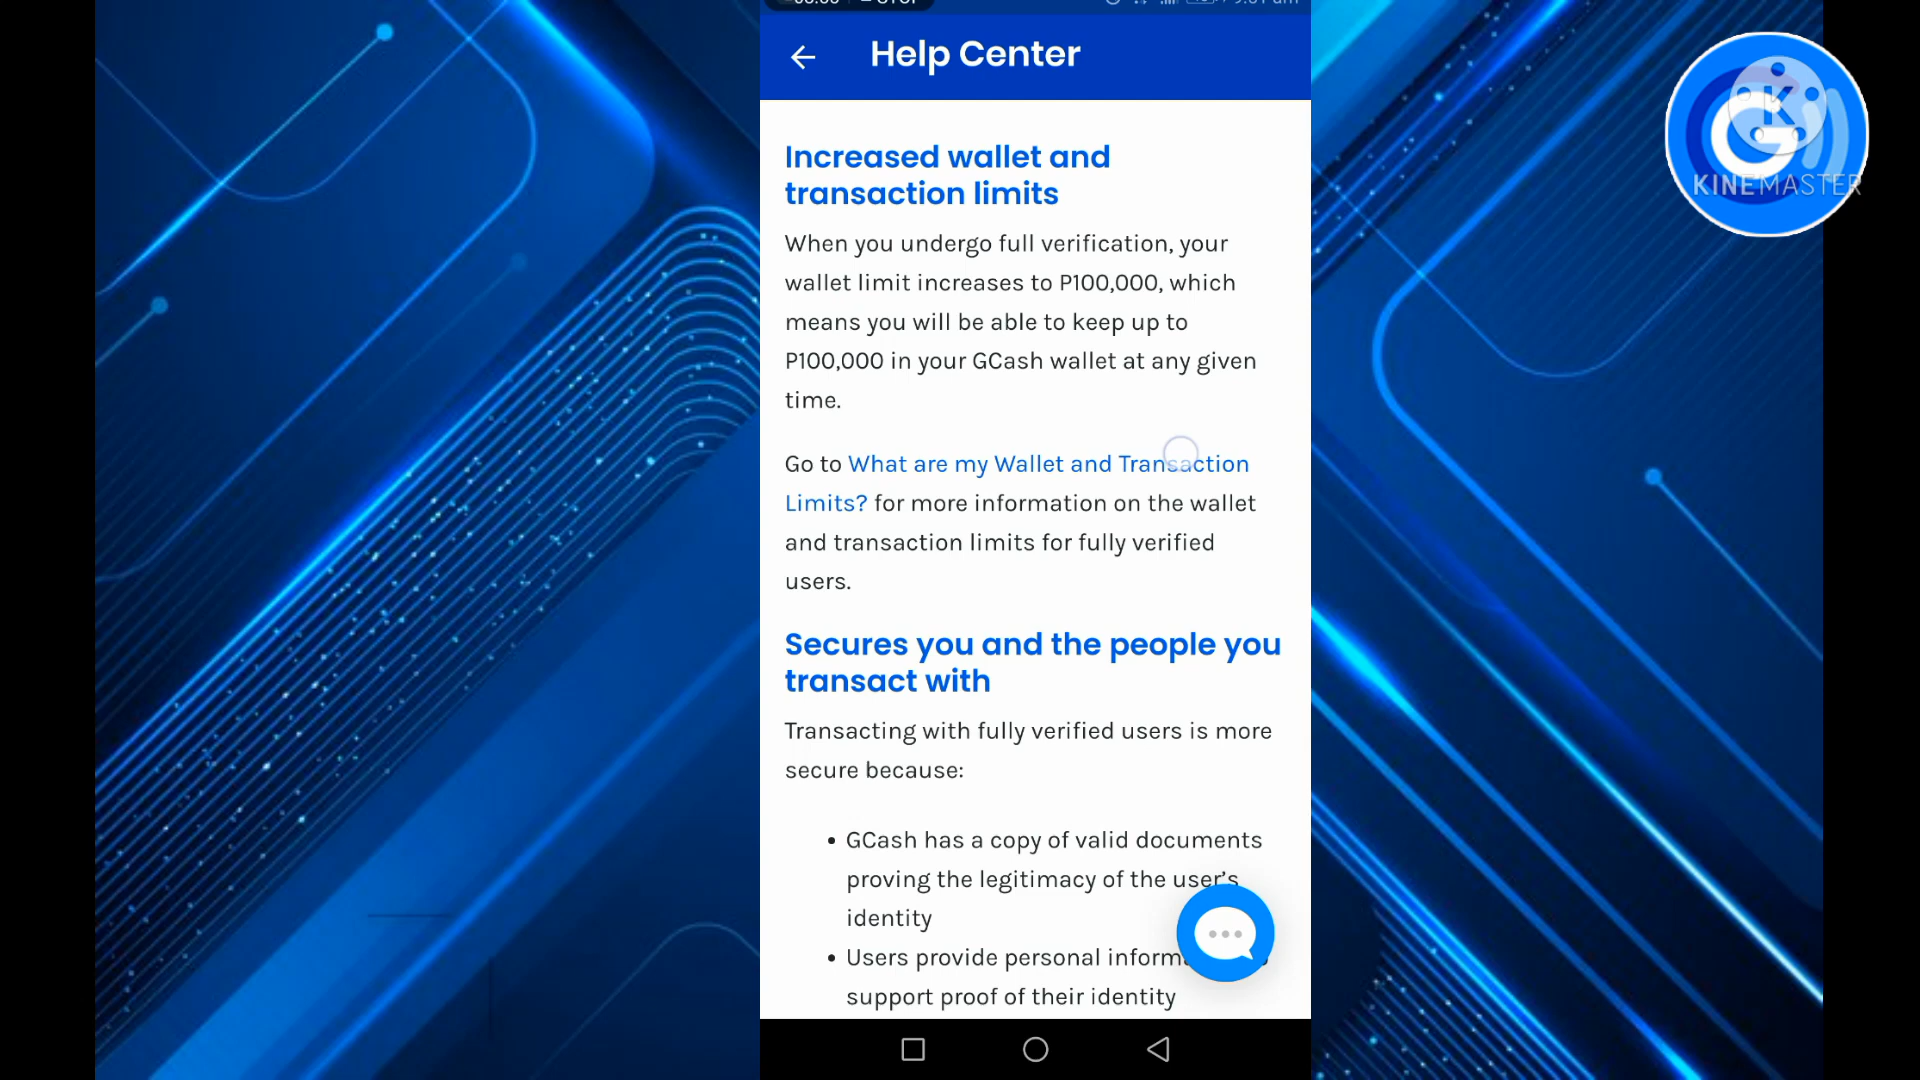 Help Center
KINEMASTER
Increased wallet and
transaction limits
When you undergo full verification, your
wallet limit increases to P100,000, which
means you will be able to keep up to
P100,000 in your GCash wallet at any given
time.
Go to What are my Wallet and Transaction
Limits? for more information on the wallet
and transaction limits for fully verified
users.
Secures you and the people you
transact with
Transacting with fully verified users is more
secure because:
• GCash has a copy of valid documents
proving the legitimacy of the user's
identity
• Users provide personal
support proof of their identity